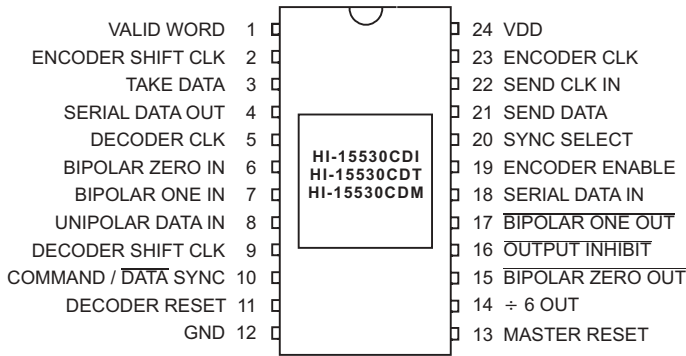 VALID WORD 1
ENCODER SHIFT CLK 2
TAKE DATA 3
SERIAL DATA OUT 4
DECODER CLK 5
BIPOLAR ZERO IN 6
BIPOLAR ONE IN 7
UNIPOLAR DATA IN 8
DECODER SHIFT CLK 9
COMMAND / DATA SYNC 10
DECODER RESET 11
GND 12
HI-15530CDI
HI-15530CDT
HI-15530CDM
24 VDD
23 ENCODER CLK
22 SEND CLK IN
21 SEND DATA
20 SYNC SELECT
19 ENCODER ENABLE
18 SERIAL DATA IN
17 BIPOLAR ONE OUT
16 OUTPUT INHIBIT
15 BIPOLAR ZERO OUT
14 ÷ 6 OUT
13 MASTER RESET